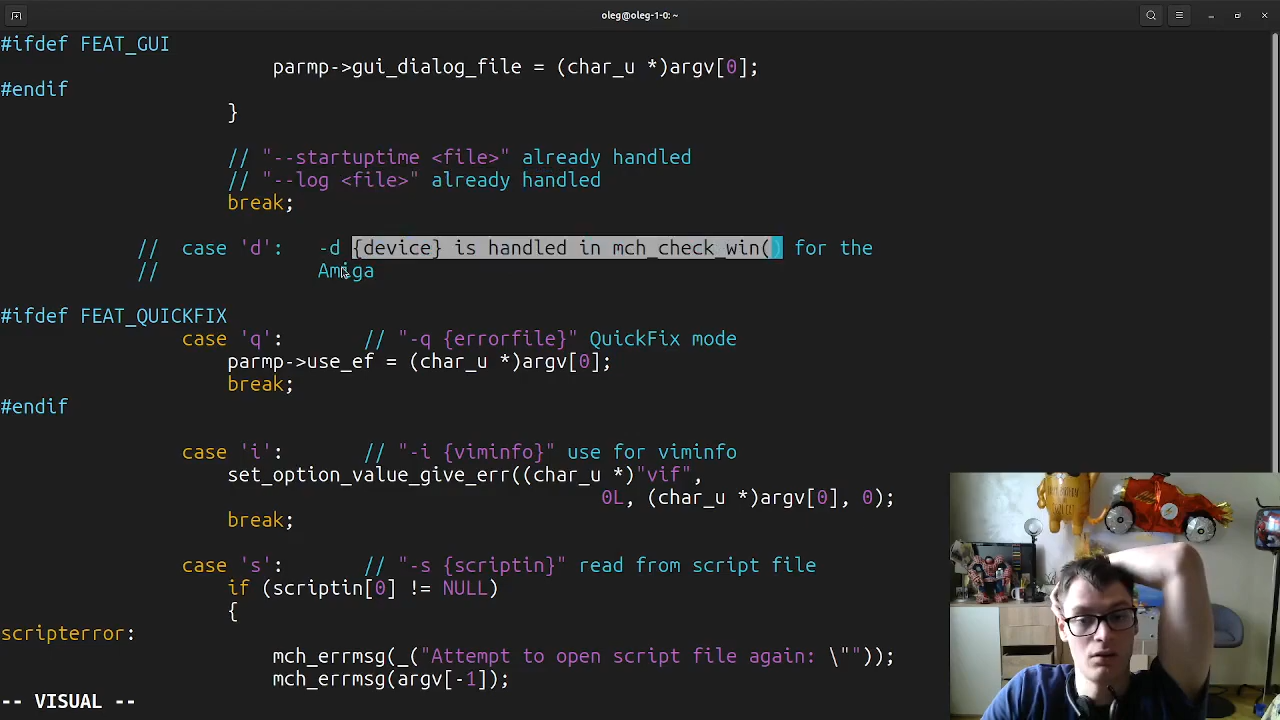 oleg@oleg-1-0: ~
#ifdef FEAT_GUI
parmp->gui_dialog_file = (char_u *)argv[0];
#endif
}
// "--startuptime <file>" already handled
// "--log <file>" already handled
break;
// case 'd': -d {device} is handled in mch_check_win() for the
// Amiga
#ifdef FEAT_QUICKFIX
case 'q': // "-q {errorfile}" QuickFix mode
parmp->use_ef = (char_u *)argv[0];
break;
#endif
case 'i': // "-i {viminfo}" use for viminfo
set_option_value_give_err((char_u *)"vif",
0L, (char_u *)argv[0], 0);
break;
case 's': // "-s {scriptin}" read from script file
if (scriptin[0] != NULL)
{
scripterror:
mch_errmsg(_("Attempt to open script file again: \""));
mch_errmsg(argv[-1]);
-- VISUAL --